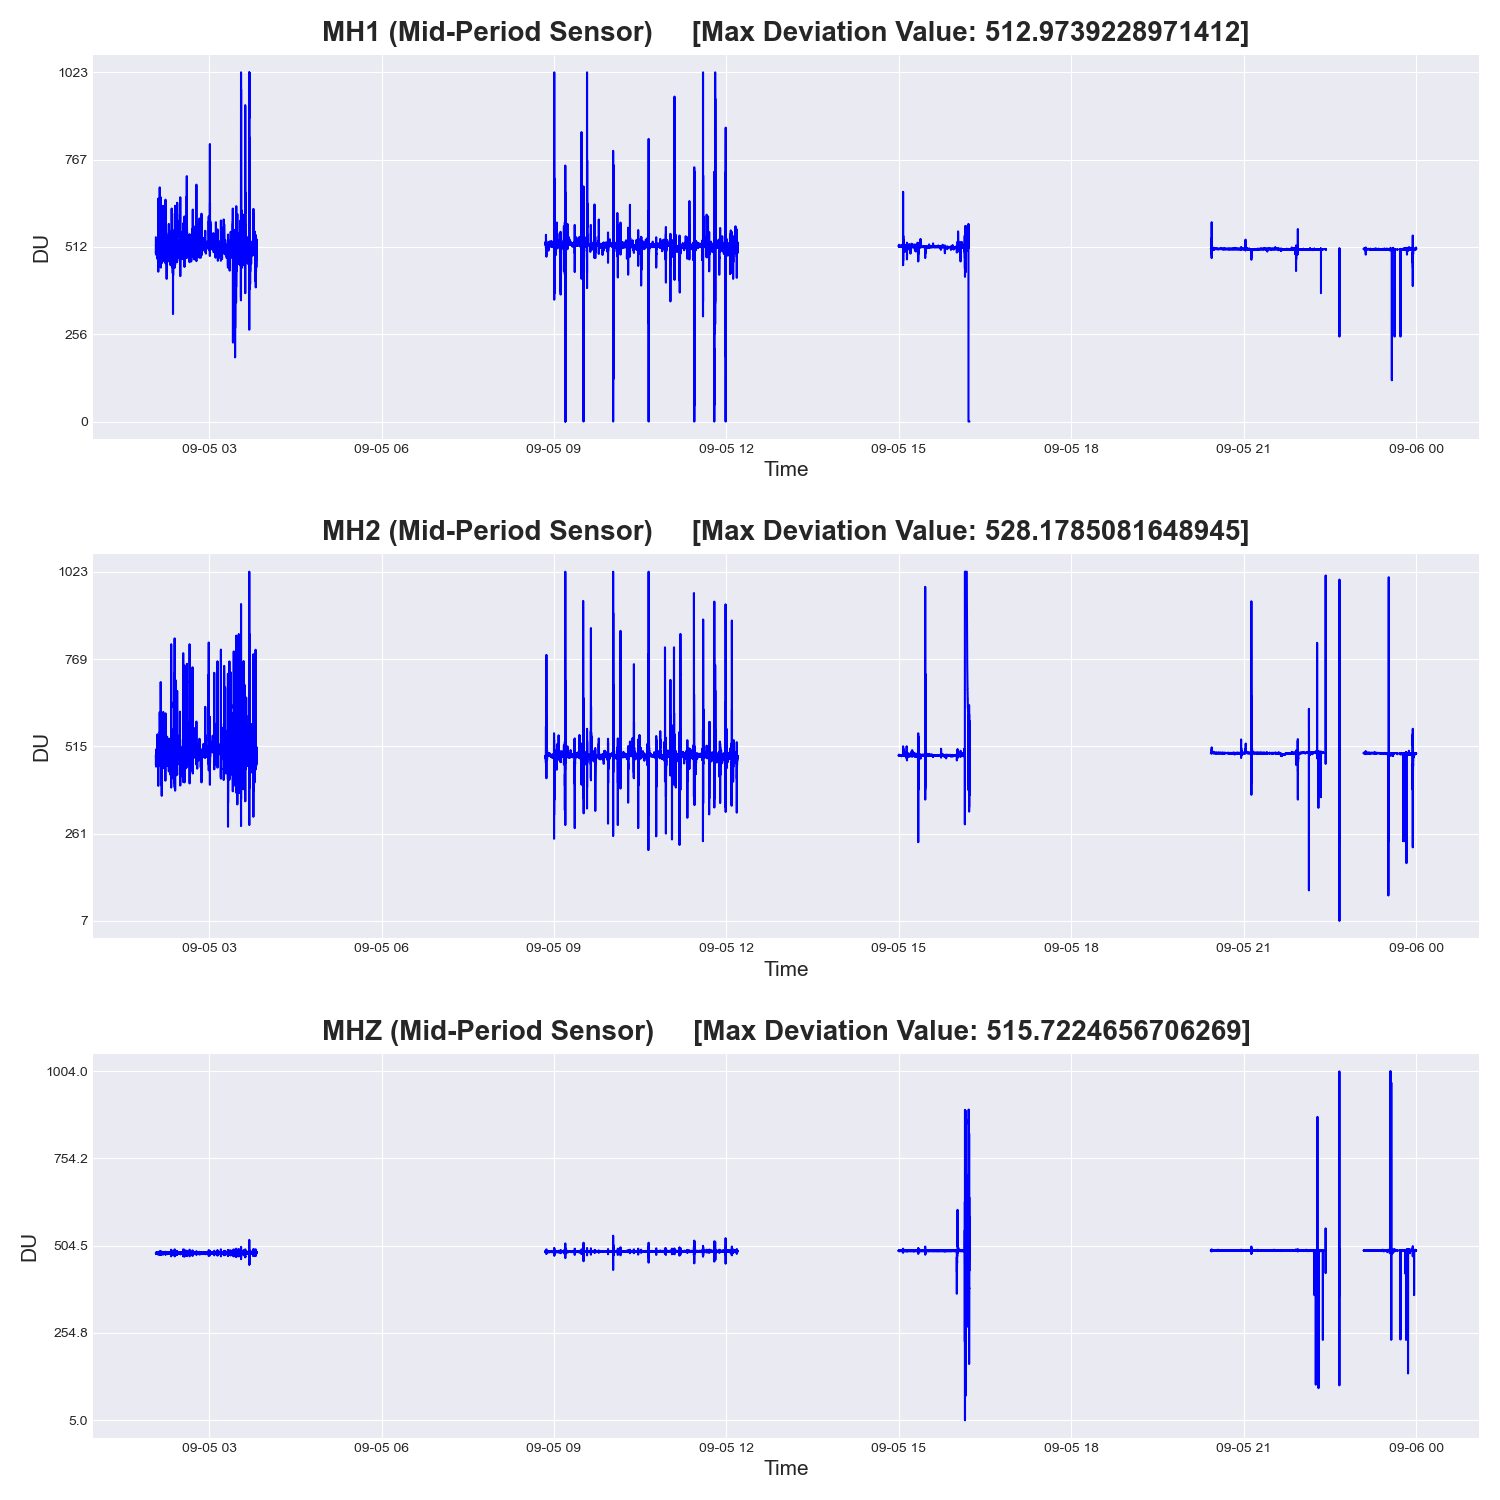 MH1 (Mid-Period Sensor) [Max Deviation Value: 512.9739228971412]
1023
767
512
256
0
DU
09-05 03 09-05 06 09-05 09 09-05 12 09-05 15 09-05 18 09-05 21 09-06 00
Time
MH2 (Mid-Period Sensor) [Max Deviation Value: 528.1785081648945]
1023
769
515
261
7
DU
09-05 03 09-05 06 09-05 09 09-05 12 09-05 15 09-05 18 09-05 21 09-06 00
Time
MHZ (Mid-Period Sensor) [Max Deviation Value: 515.7224656706269]
1004.0
754.2
504.5
254.8
5.0
DU
09-05 03 09-05 06 09-05 09 09-05 12 09-05 15 09-05 18 09-05 21 09-06 00
Time